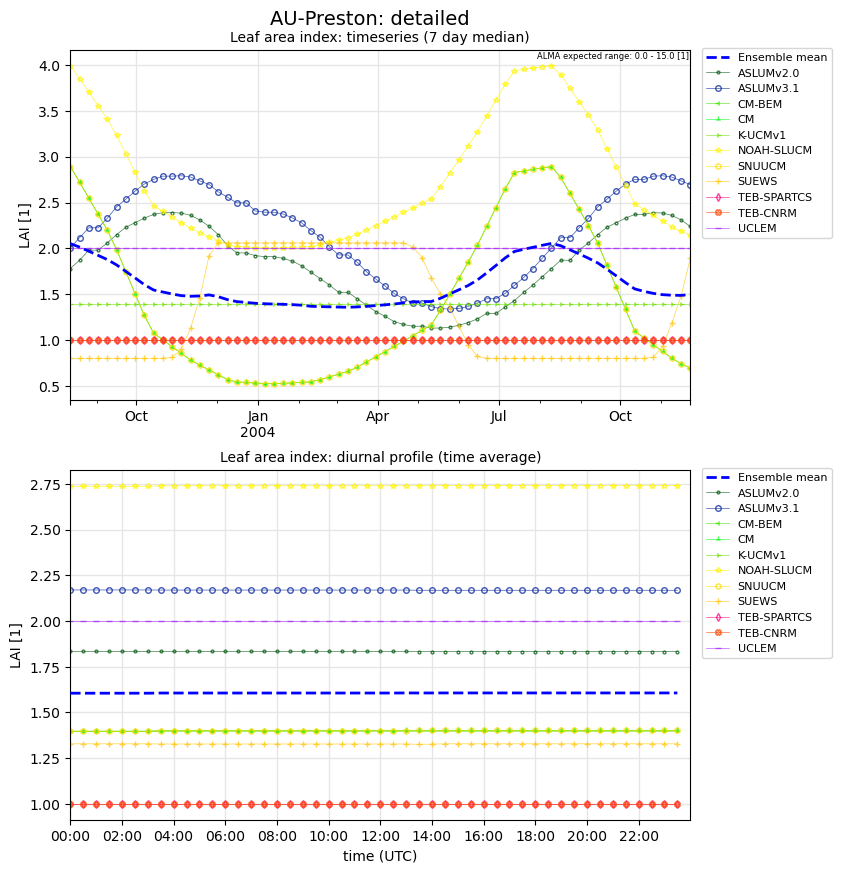 AU-Preston: detailed
Leaf area index: timeseries (7 day median)
ALMA expected range: 0.0 - 15.0 [1]
LAI [1]
4.0
3.5
3.0
2.5
2.0
1.5
1.0
0.5
Oct
Jan
2004
Apr
Jul
Oct
Ensemble mean
ASLUMv2.0
ASLUMv3.1
CM-BEM
CM
K-UCMv1
NOAH-SLUCM
SNUUCM
SUEWS
TEB-SPARTCS
TEB-CNRM
UCLEM
Leaf area index: diurnal profile (time average)
LAI [1]
2.75
2.50
2.25
2.00
1.75
1.50
1.25
1.00
00:00 02:00 04:00 06:00 08:00 10:00 12:00 14:00 16:00 18:00 20:00 22:00
time (UTC)
Ensemble mean
ASLUMv2.0
ASLUMv3.1
CM-BEM
CM
K-UCMv1
NOAH-SLUCM
SNUUCM
SUEWS
TEB-SPARTCS
TEB-CNRM
UCLEM